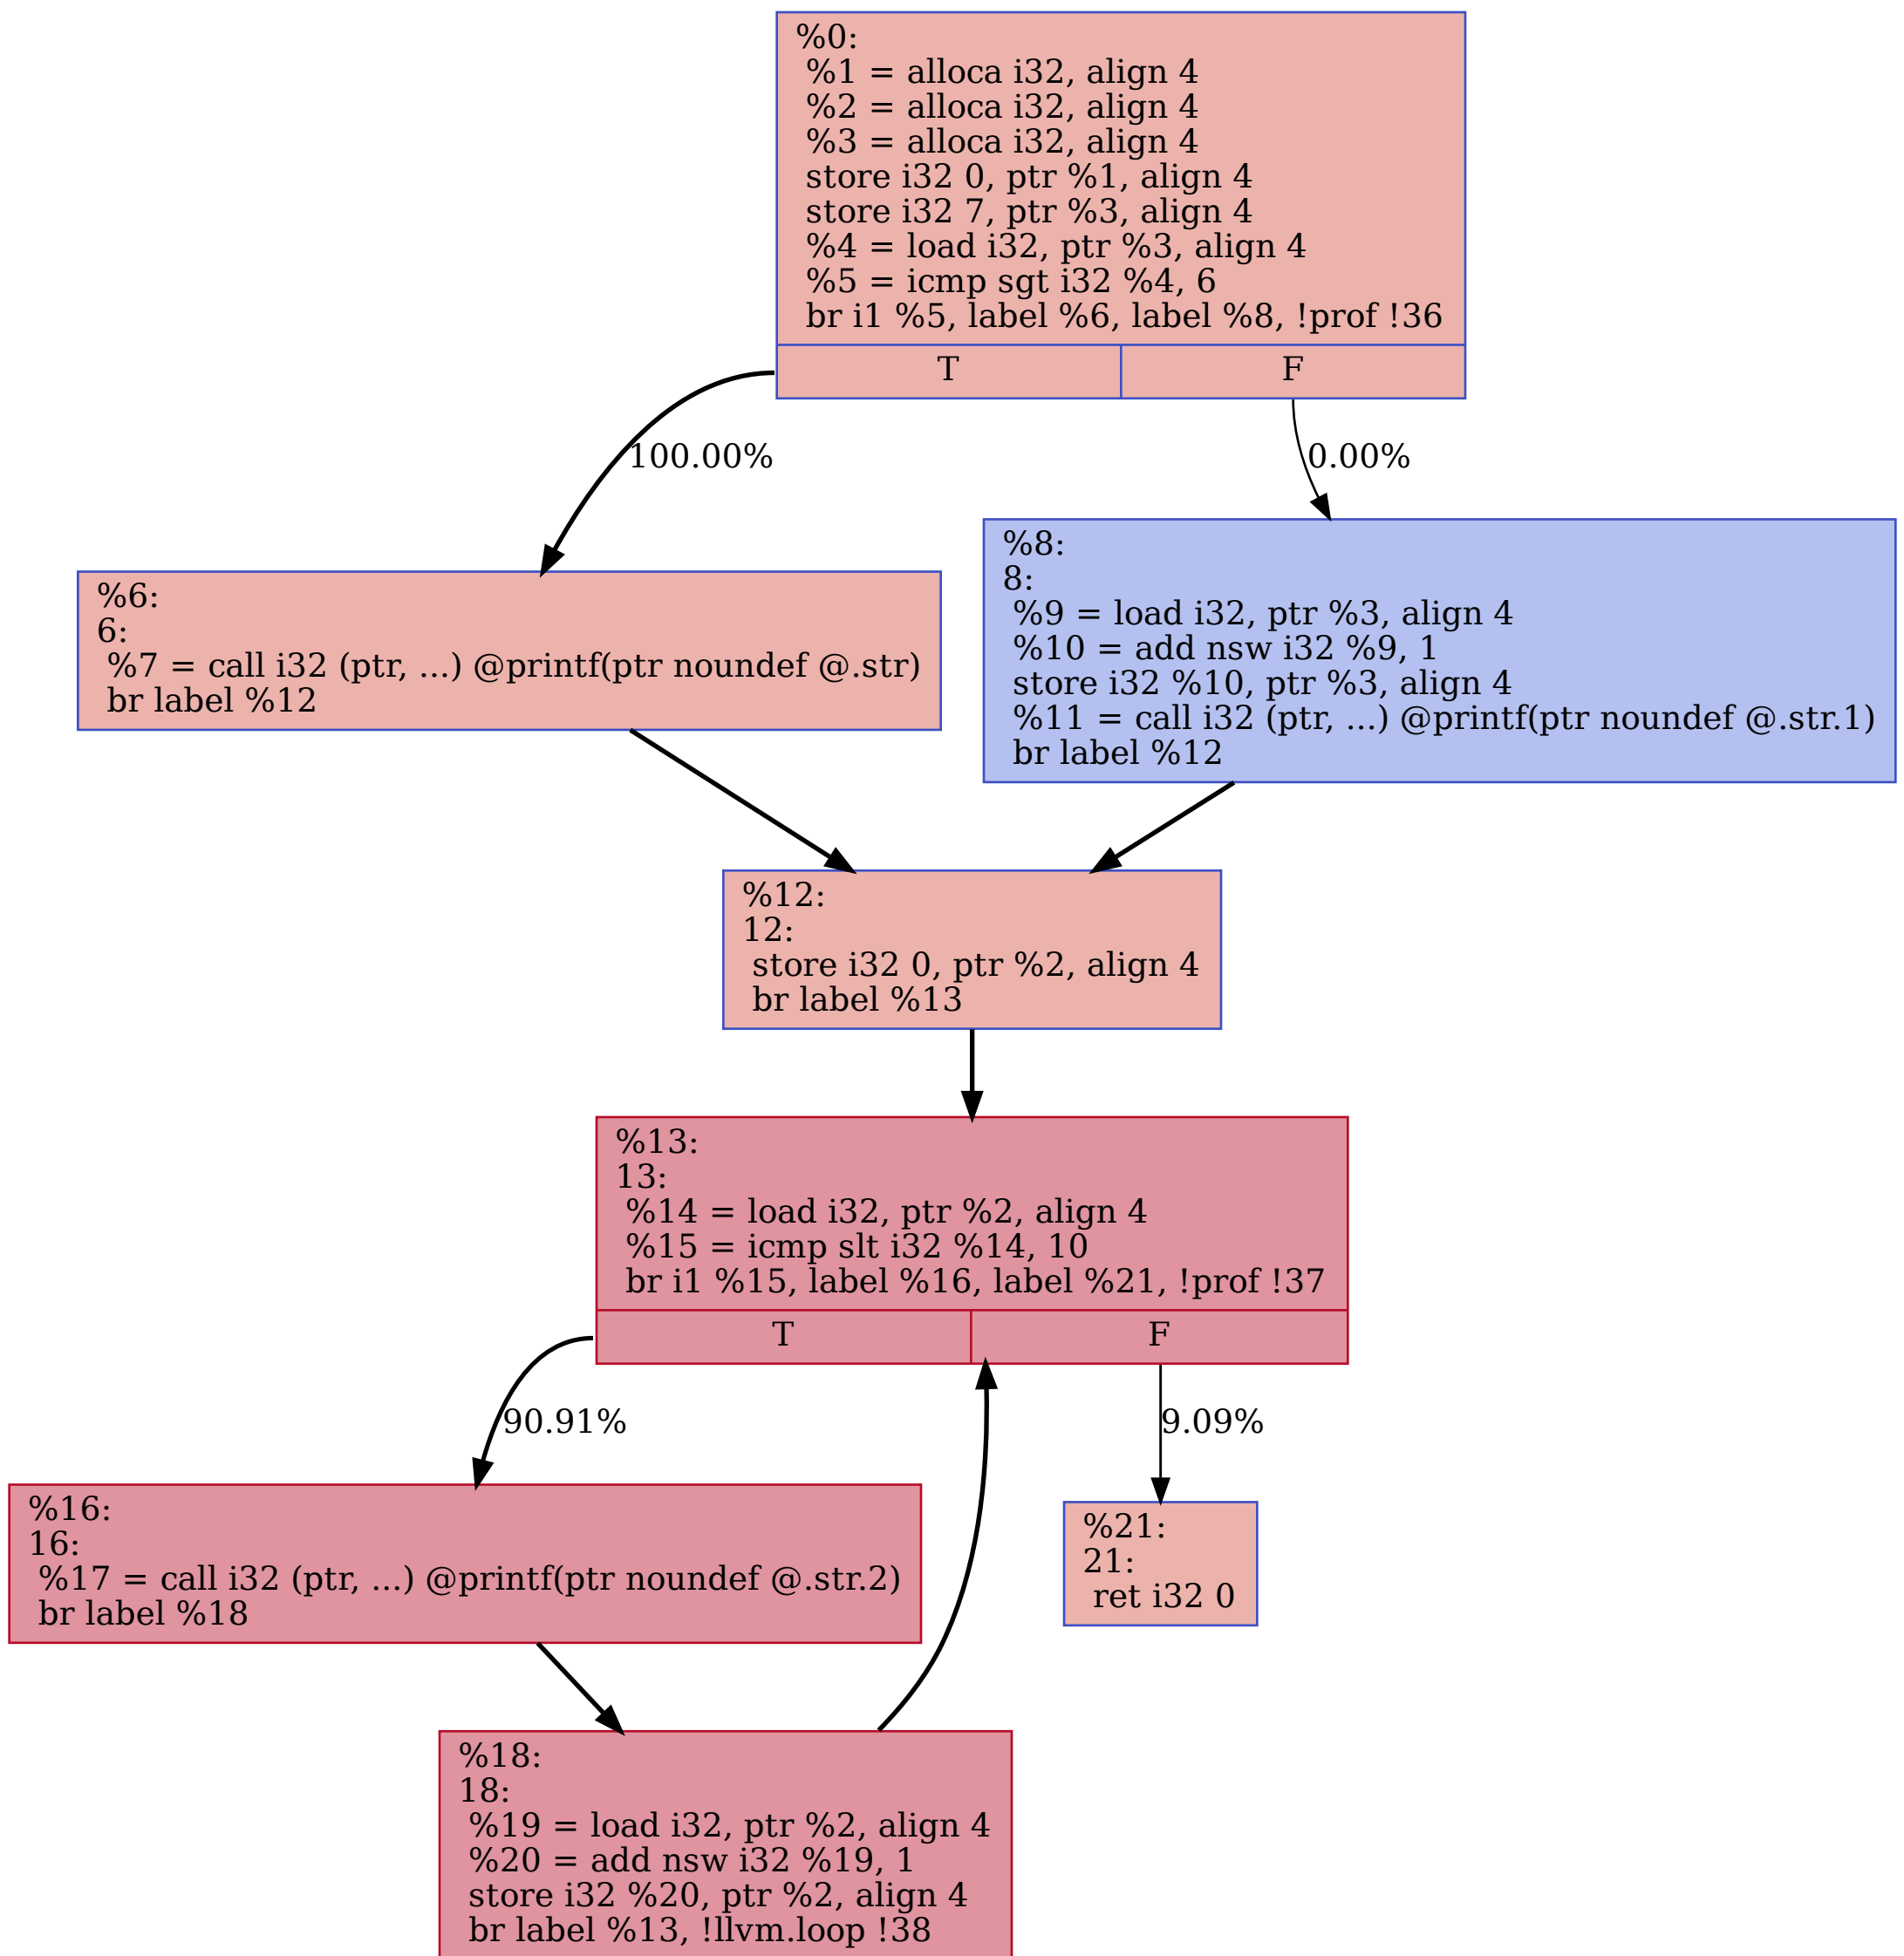 %0:
%1 = alloca i32, align 4
%2 = alloca i32, align 4
%3 = alloca i32, align 4
store i32 0, ptr %1, align 4
store i32 7, ptr %3, align 4
%4 = load i32, ptr %3, align 4
%5 = icmp sgt i32 %4, 6
br i1 %5, label %6, label %8, !prof !36
T
F
100.00%
0.00%
%6:
6:
%7 = call i32 (ptr, ...) @printf(ptr noundef @.str)
br label %12
%8:
8:
%9 = load i32, ptr %3, align 4
%10 = add nsw i32 %9, 1
store i32 %10, ptr %3, align 4
%11 = call i32 (ptr, ...) @printf(ptr noundef @.str.1)
br label %12
%12:
12:
store i32 0, ptr %2, align 4
br label %13
%13:
13:
%14 = load i32, ptr %2, align 4
%15 = icmp slt i32 %14, 10
br i1 %15, label %16, label %21, !prof !37
T
F
90.91%
9.09%
%16:
16:
%17 = call i32 (ptr, ...) @printf(ptr noundef @.str.2)
br label %18
%21:
21:
ret i32 0
%18:
18:
%19 = load i32, ptr %2, align 4
%20 = add nsw i32 %19, 1
store i32 %20, ptr %2, align 4
br label %13, !llvm.loop !38